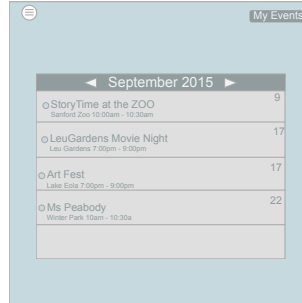 My Events
September 2015
9
StoryTime at the ZOO
Sanford Zoo 10:00am - 10:30am
17
LeuGardens Movie Night
Leu Gardens 7:00pm - 9:00pm
17
Art Fest
Lake Eola 7:00pm - 9:00pm
22
Ms Peabody
Winter Park 10am - 10:30a